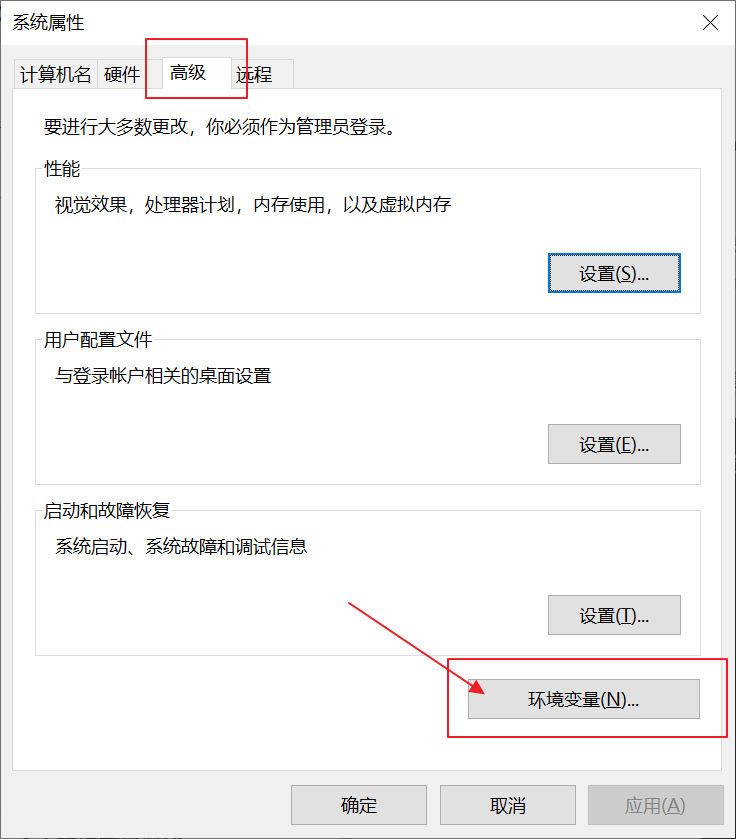 系统属性
计算机名 硬件 高级 远程
要进行大多数更改，你必须作为管理员登录。
性能
视觉效果，处理器计划，内存使用，以及虚拟内存
设置(S)...
用户配置文件
与登录帐户相关的桌面设置
设置(E)...
启动和故障恢复
系统启动、系统故障和调试信息
设置(T)...
环境变量(N)...
确定 取消 应用(A)